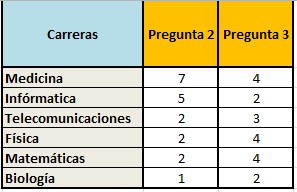 Carreras Pregunta 2 Pregunta 3
Medicina 7 4
Infórmatica 5 2
Telecomunicaciones 2 3
Física 2 4
Matemáticas 2 4
Biología 1 2